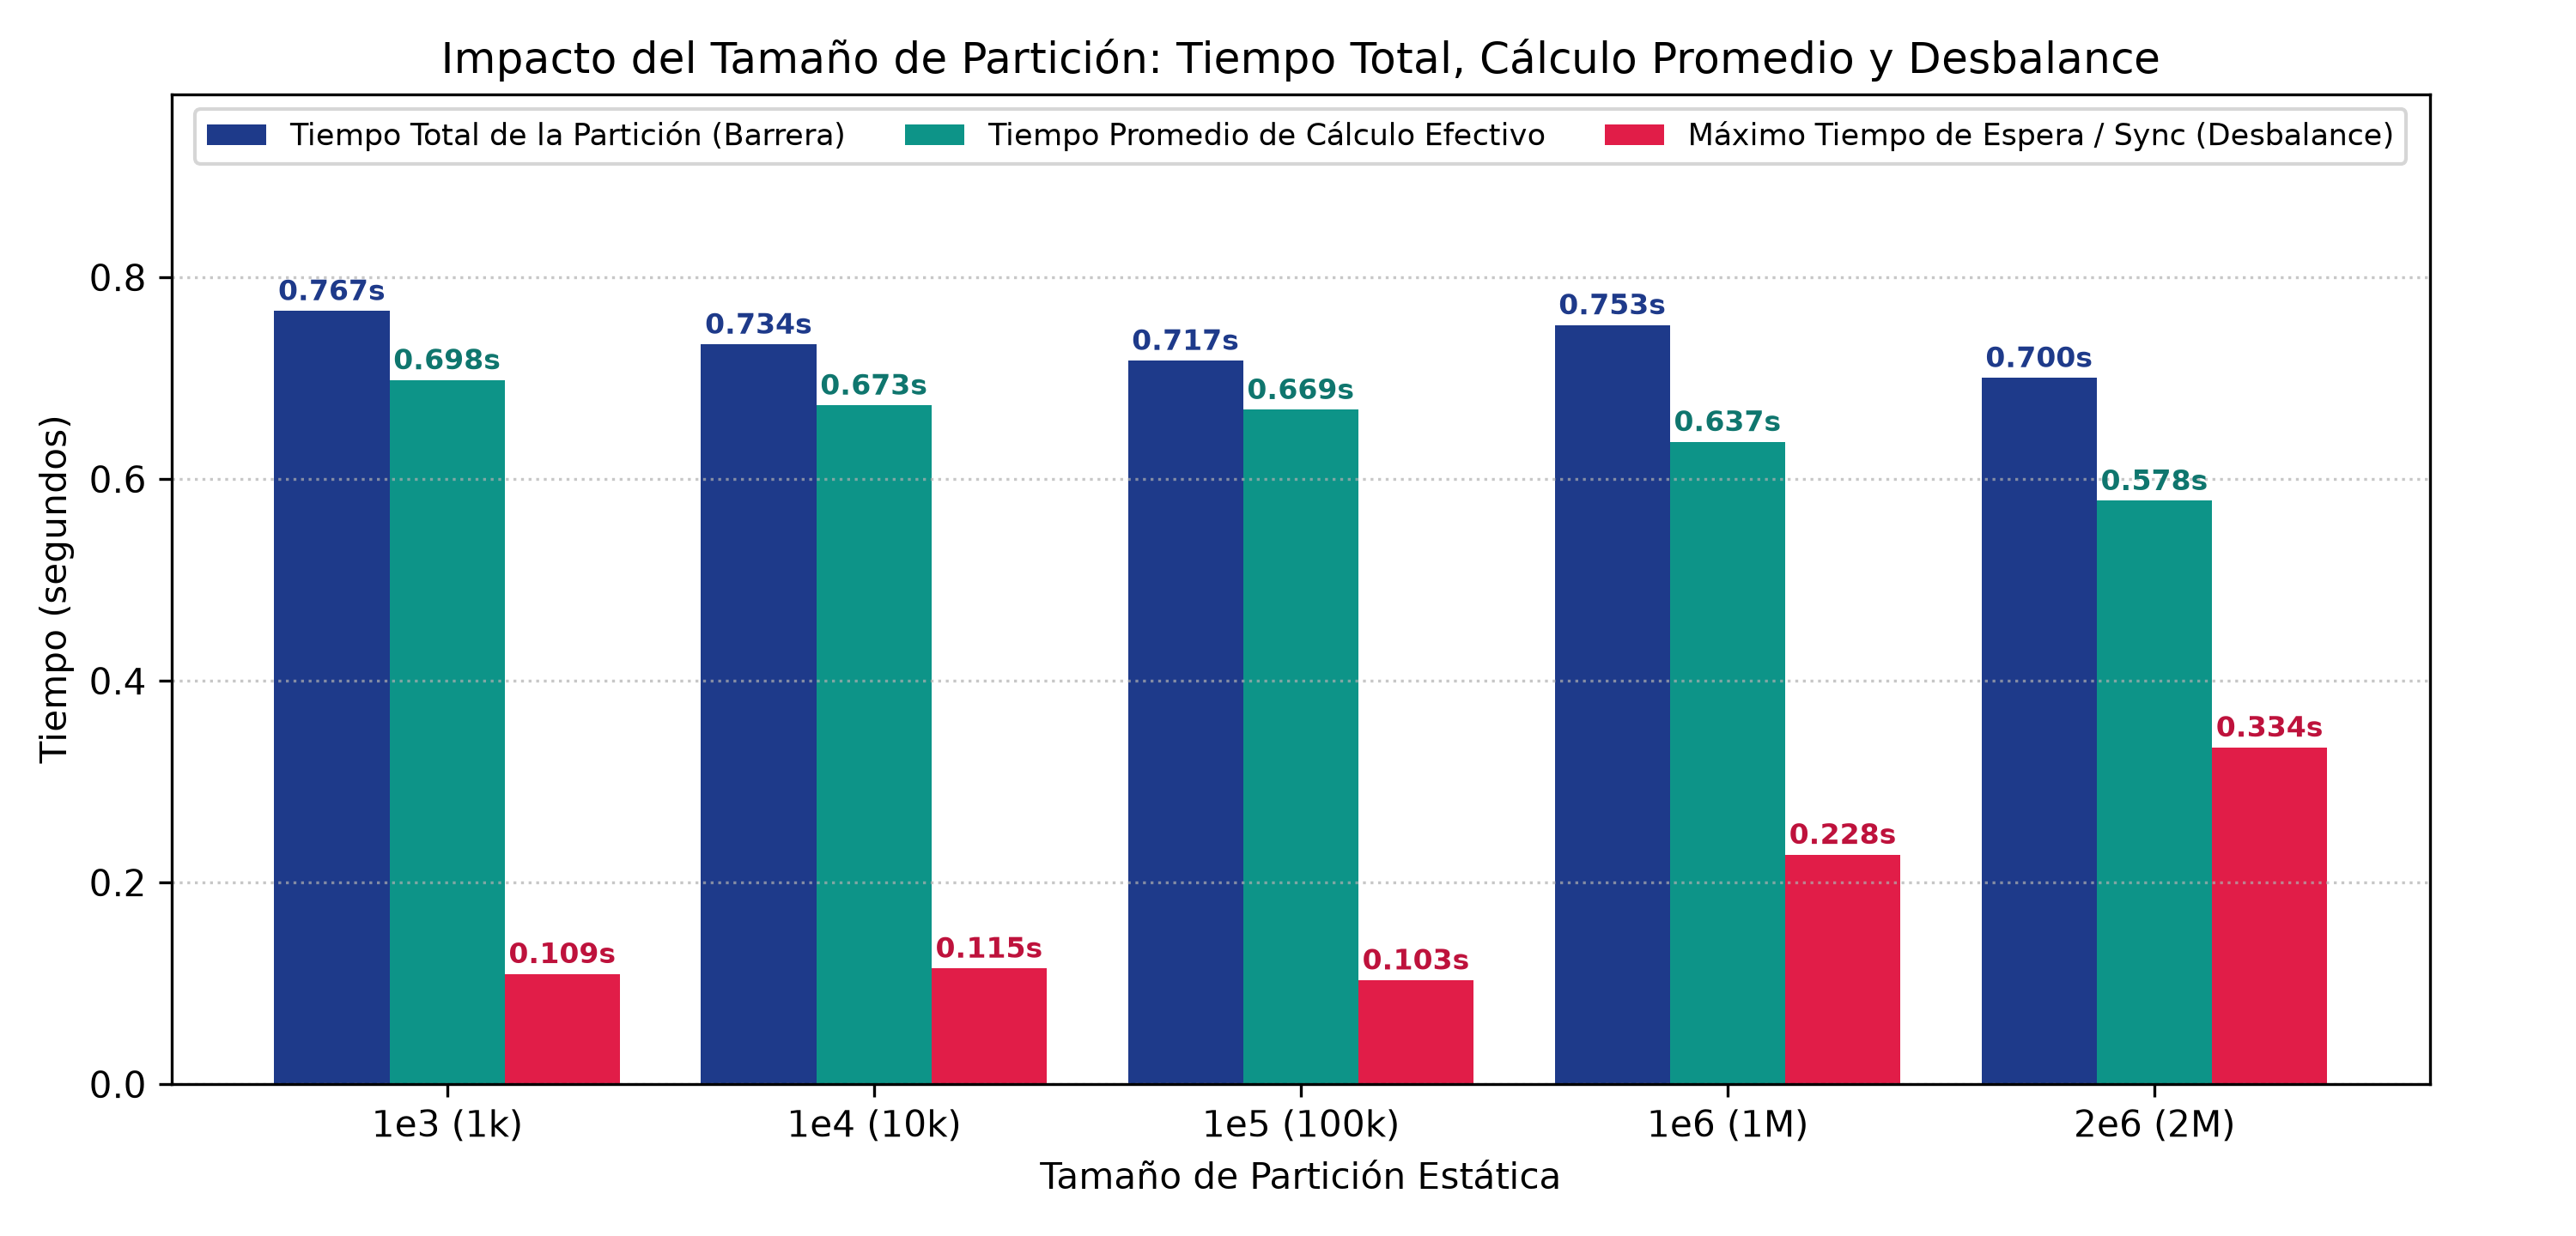 Impacto del Tamaño de Partición: Tiempo Total, Cálculo Promedio y Desbalance
Tiempo Total de la Partición (Barrera)
Tiempo Promedio de Cálculo Efectivo
Máximo Tiempo de Espera / Sync (Desbalance)
Tiempo (segundos)
0.8
0.6
0.4
0.2
0.0
0.767s
0.698s
0.109s
0.734s
0.673s
0.115s
0.717s
0.669s
0.103s
0.753s
0.637s
0.228s
0.700s
0.578s
0.334s
1e3 (1k)
1e4 (10k)
1e5 (100k)
1e6 (1M)
2e6 (2M)
Tamaño de Partición Estática